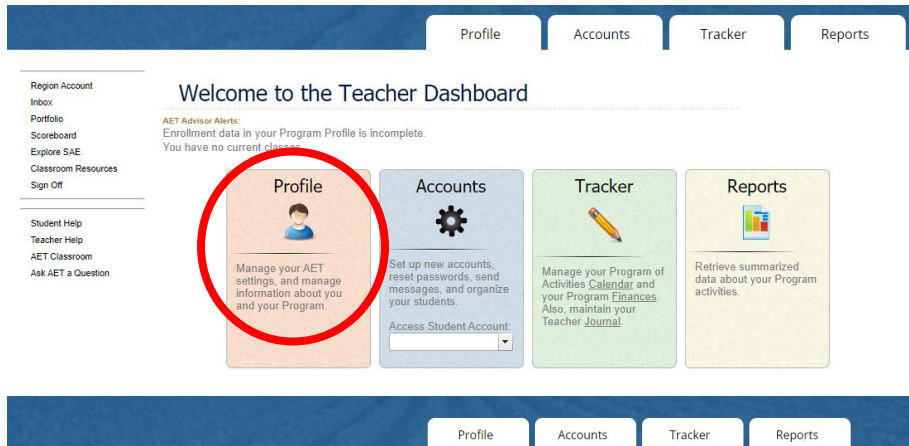 Profile Accounts Tracker Reports
Region Account
Inbox
Portfolio
Scoreboard
Explore SAE
Classroom Resources
Sign Off
Student Help
Teacher Help
AET Classroom
Ask AET a Question
Welcome to the Teacher Dashboard
AET Advisor Alerts:
Enrollment data in your Program Profile is incomplete.
You have no current classes.
Profile
Manage your AET
settings, and manage
information about you
and your Program.
Accounts
Set up new accounts,
reset passwords, send
messages, and organize
your students.
Access Student Account:
Tracker
Manage your Program of
Activities Calendar and
your Program Finances.
Also, maintain your
Teacher Journal.
Reports
Retrieve summarized
data about your Program
activities.
Profile Accounts Tracker Reports